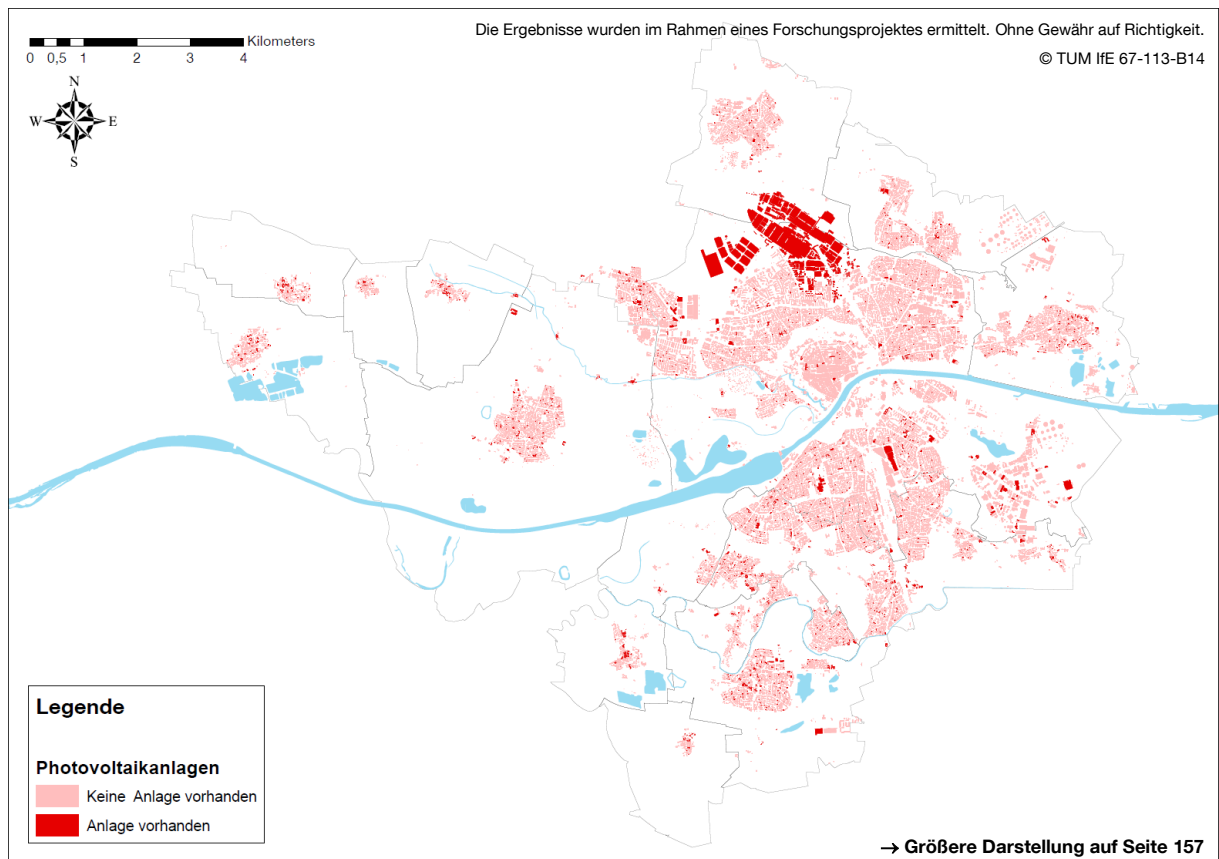 Die Ergebnisse wurden im Rahmen eines Forschungsprojektes ermittelt. Ohne Gewähr auf Richtigkeit.
© TUM IfE 67-113-B14
Kilometers
0 0,5 1 2 3 4
N
W E
S
Legende
Photovoltaikanlagen
Keine Anlage vorhanden
Anlage vorhanden
→ Größere Darstellung auf Seite 157